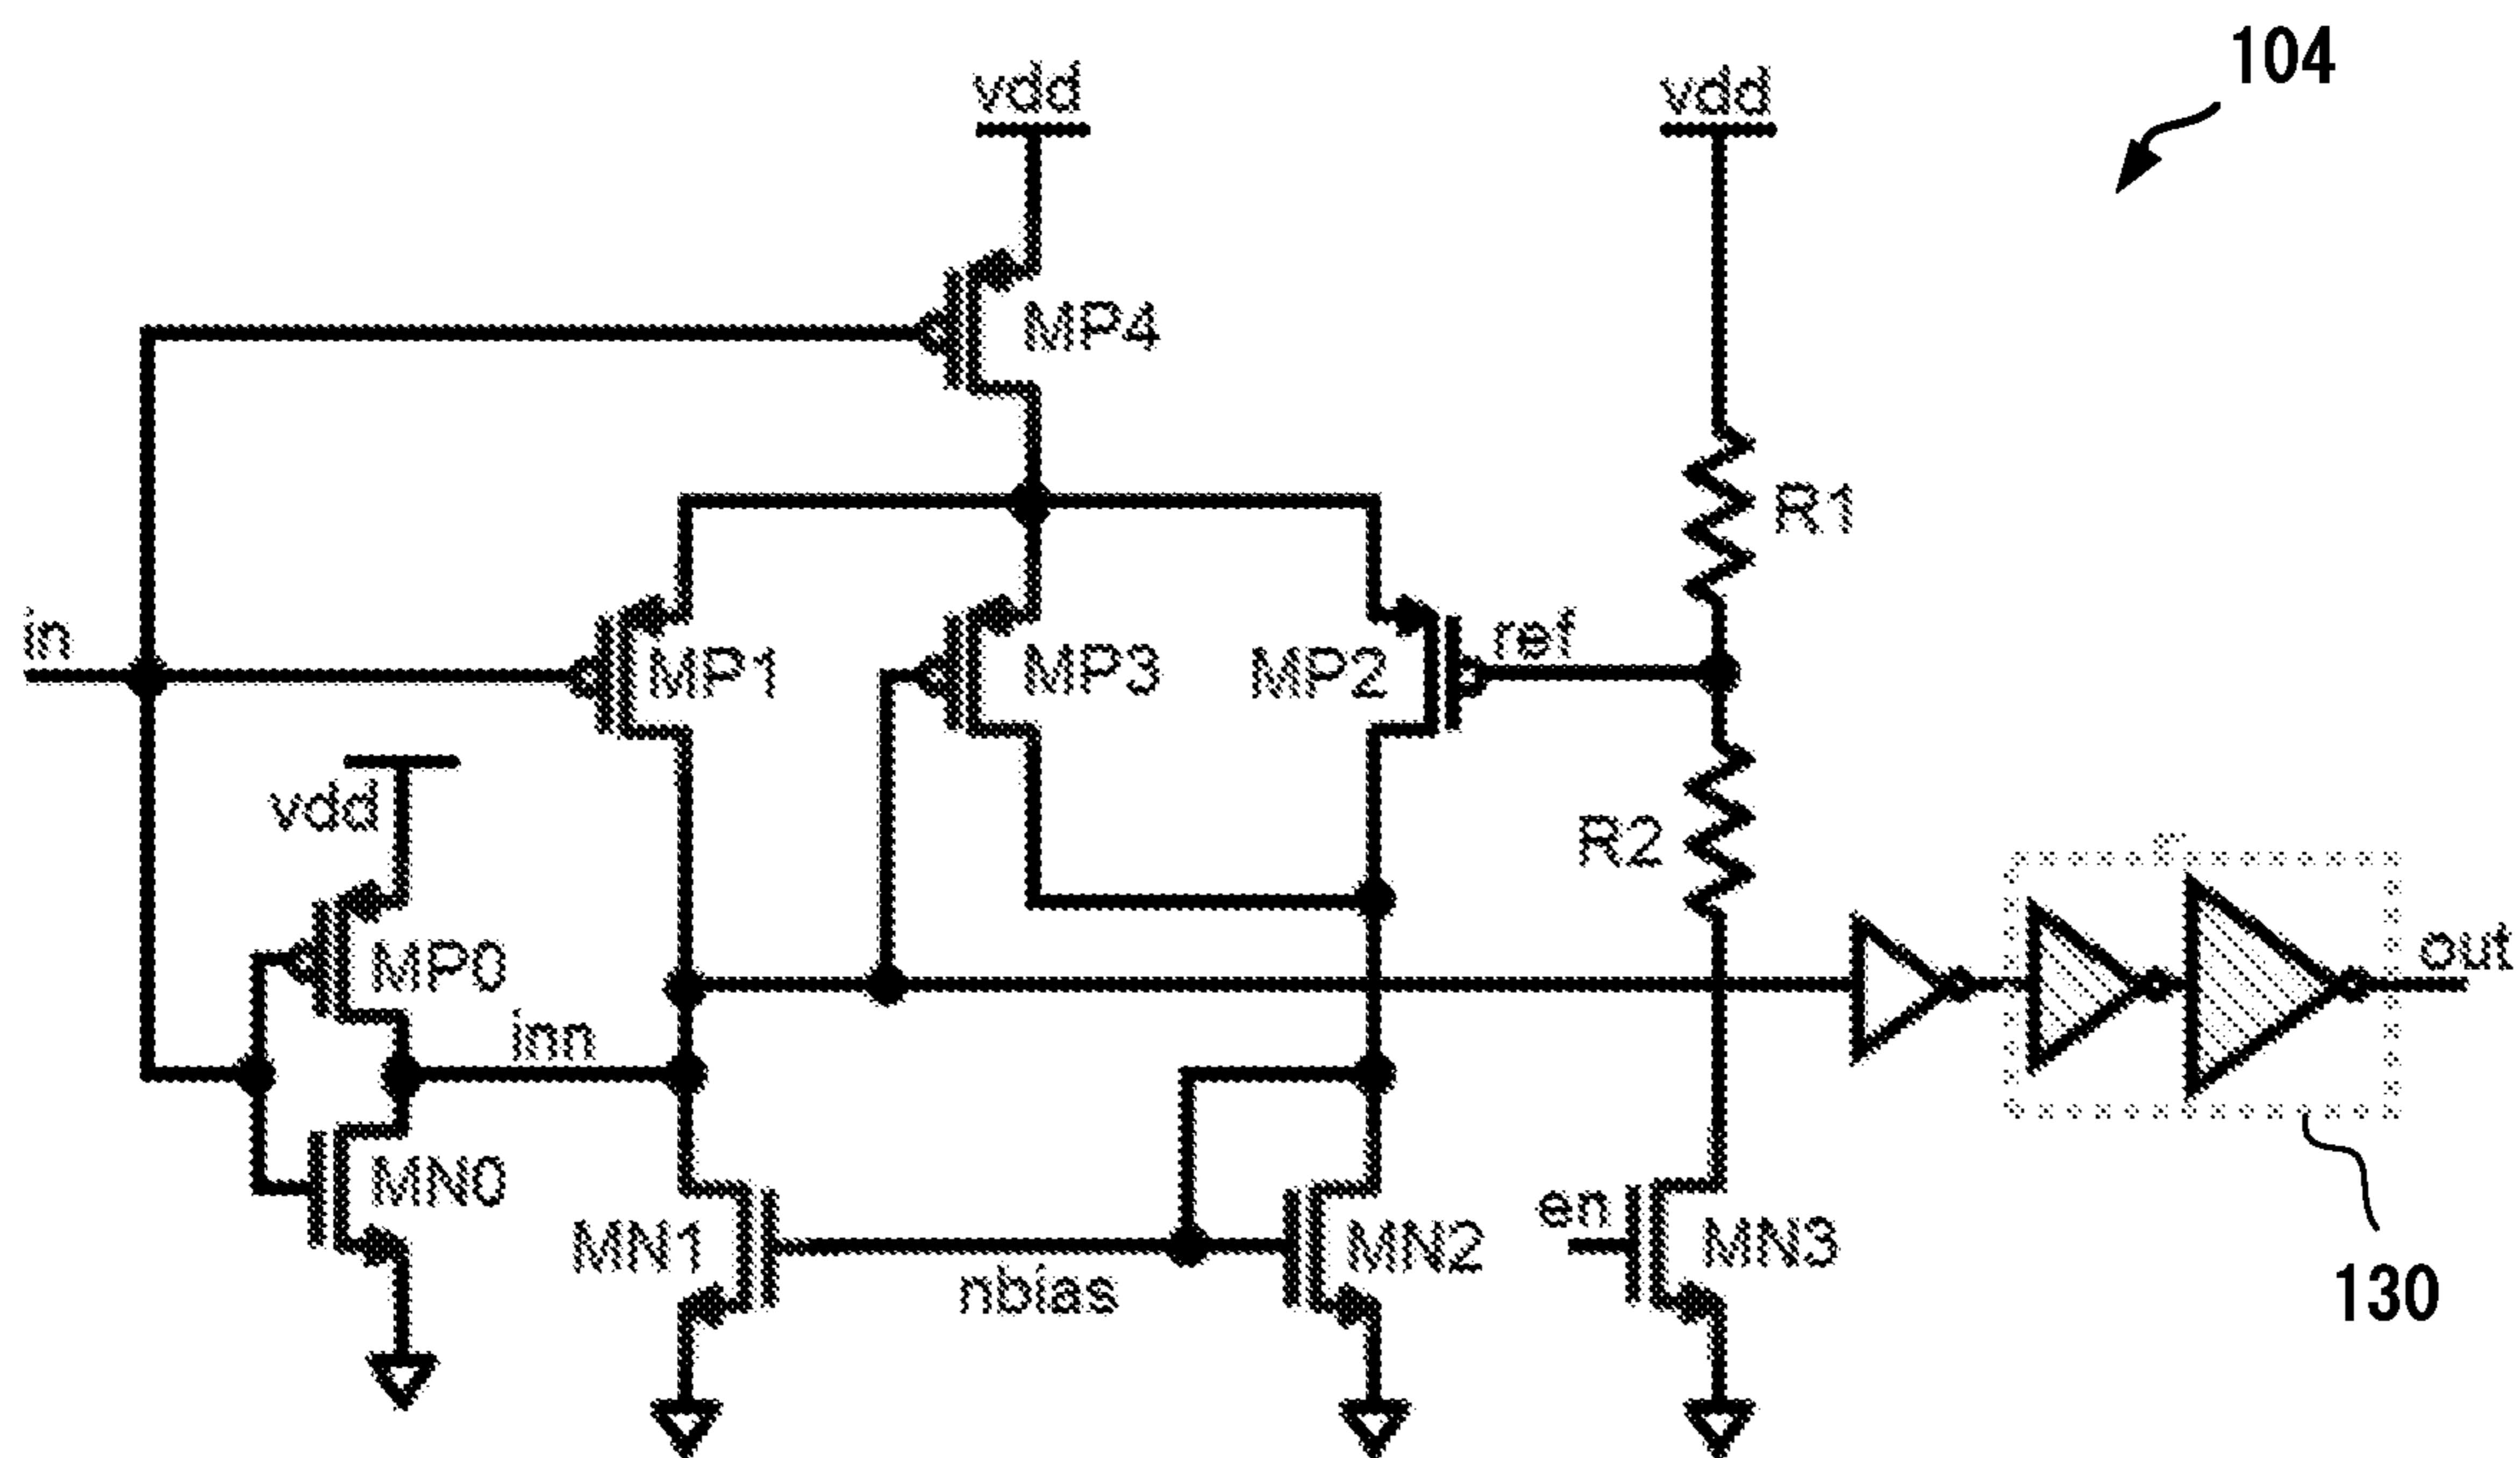 104
vdd
vdd
MP4
R1
in
MP1
MP3
MP2
ref
vdd
R2
MP0
out
inn
MN0
MN1
nbias
MN2
en
MN3
130